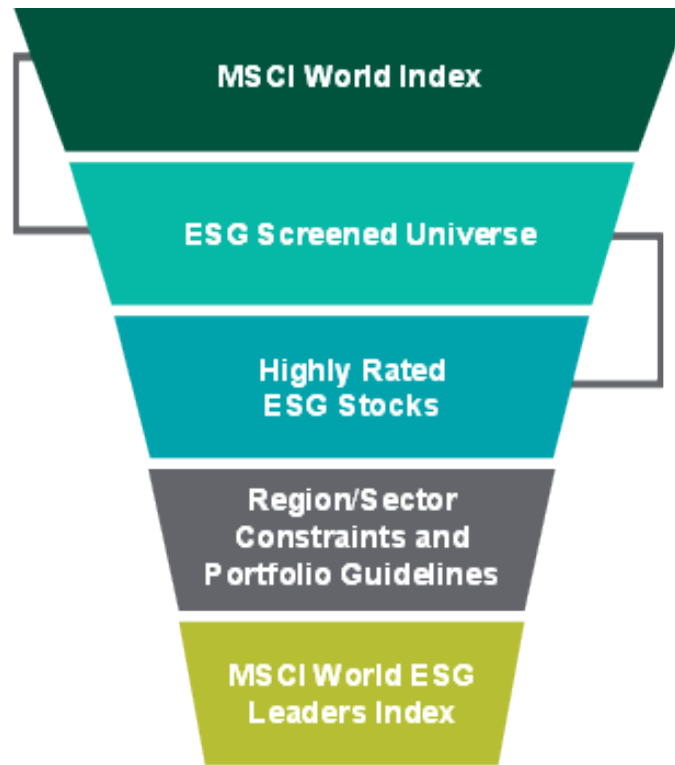 MSCI World Index
ESG Screened Universe
Highly Rated
ESG Stocks
Region/Sector
Constraints and
Portfolio Guidelines
MSCI World ESG
Leaders Index